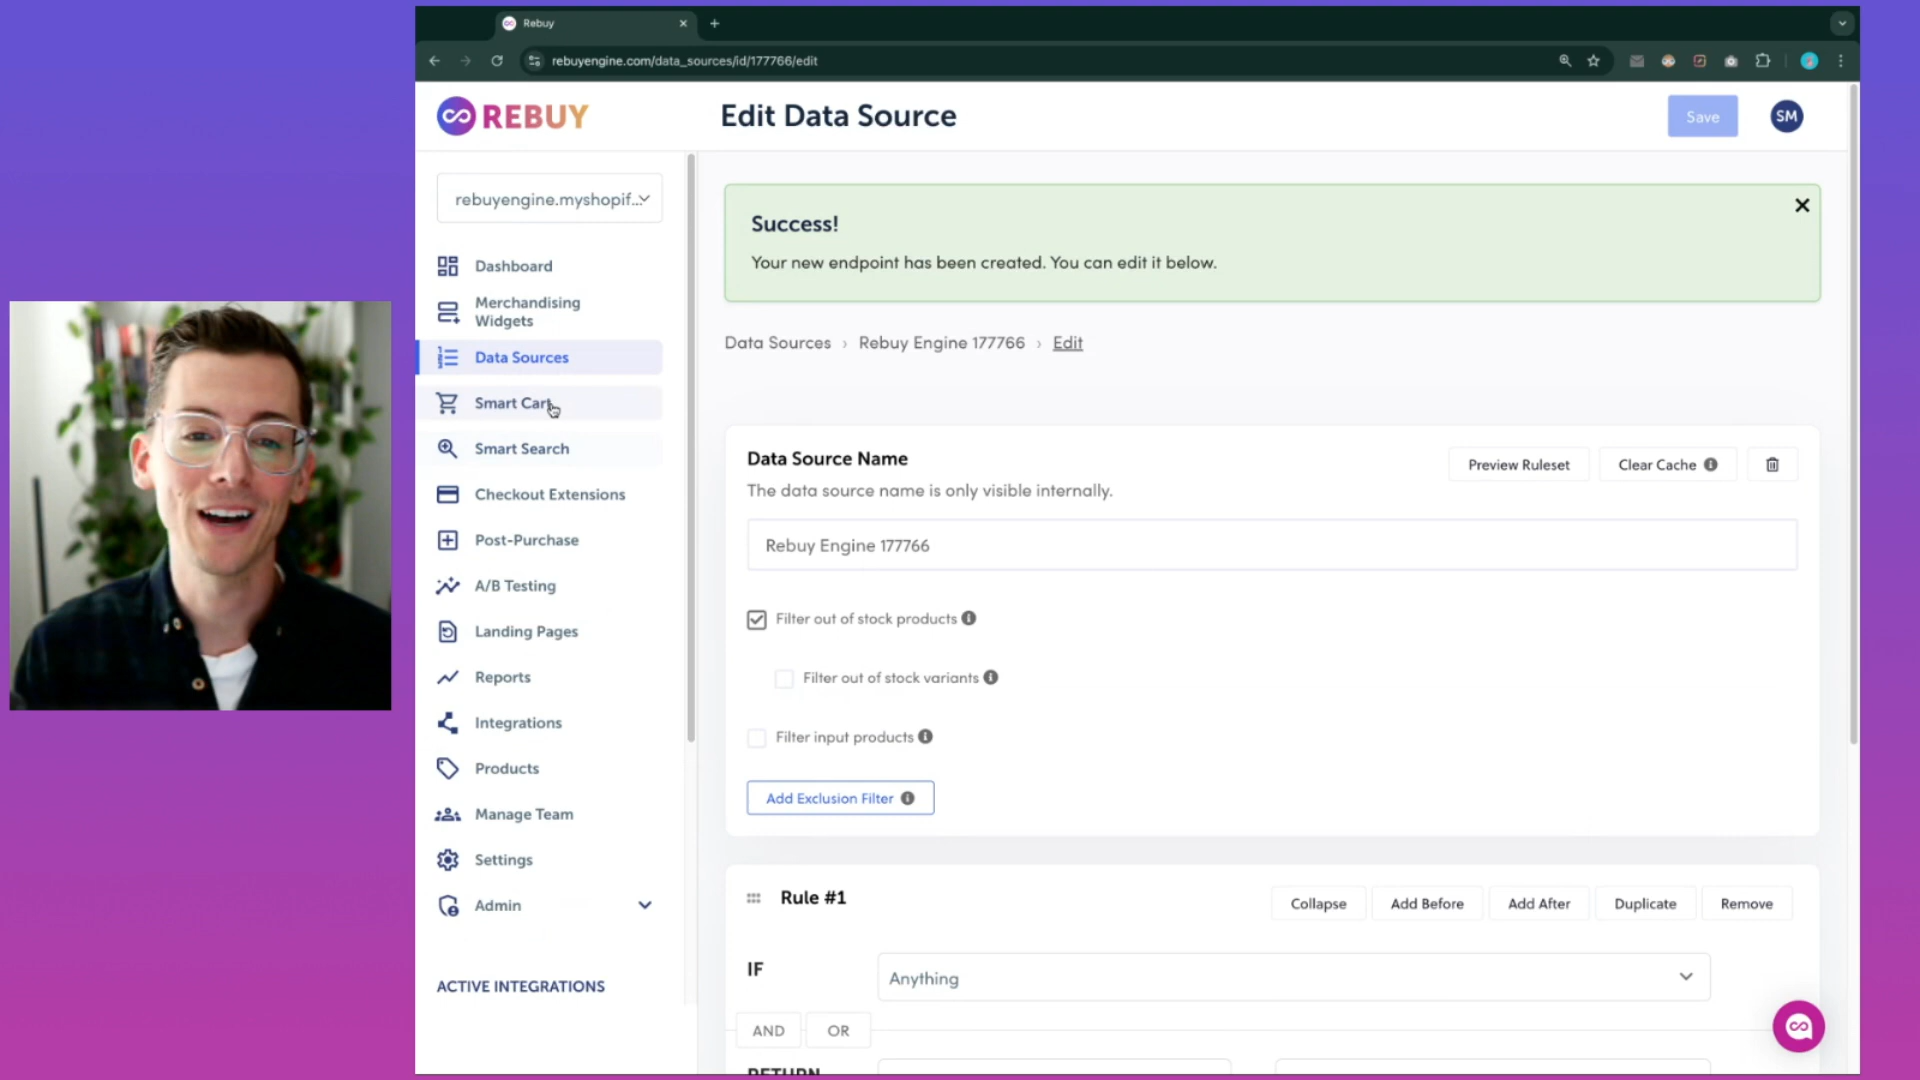 Rebuy
rebuyengine.com/data_sources/id/177766/edit
REBUY
Edit Data Source
Save
SM
rebuyengine.myshopif...
Dashboard
Merchandising
Widgets
Data Sources
Smart Cart
Smart Search
Checkout Extensions
Post-Purchase
A/B Testing
Landing Pages
Reports
Integrations
Products
Manage Team
Settings
Admin
ACTIVE INTEGRATIONS
Success!
Your new endpoint has been created. You can edit it below.
Data Sources › Rebuy Engine 177766 › Edit
Data Source Name
The data source name is only visible internally.
Preview Ruleset
Clear Cache
Rebuy Engine 177766
Filter out of stock products
Filter out of stock variants
Filter input products
Add Exclusion Filter
Rule #1
Collapse
Add Before
Add After
Duplicate
Remove
IF
Anything
AND
OR
RETURN